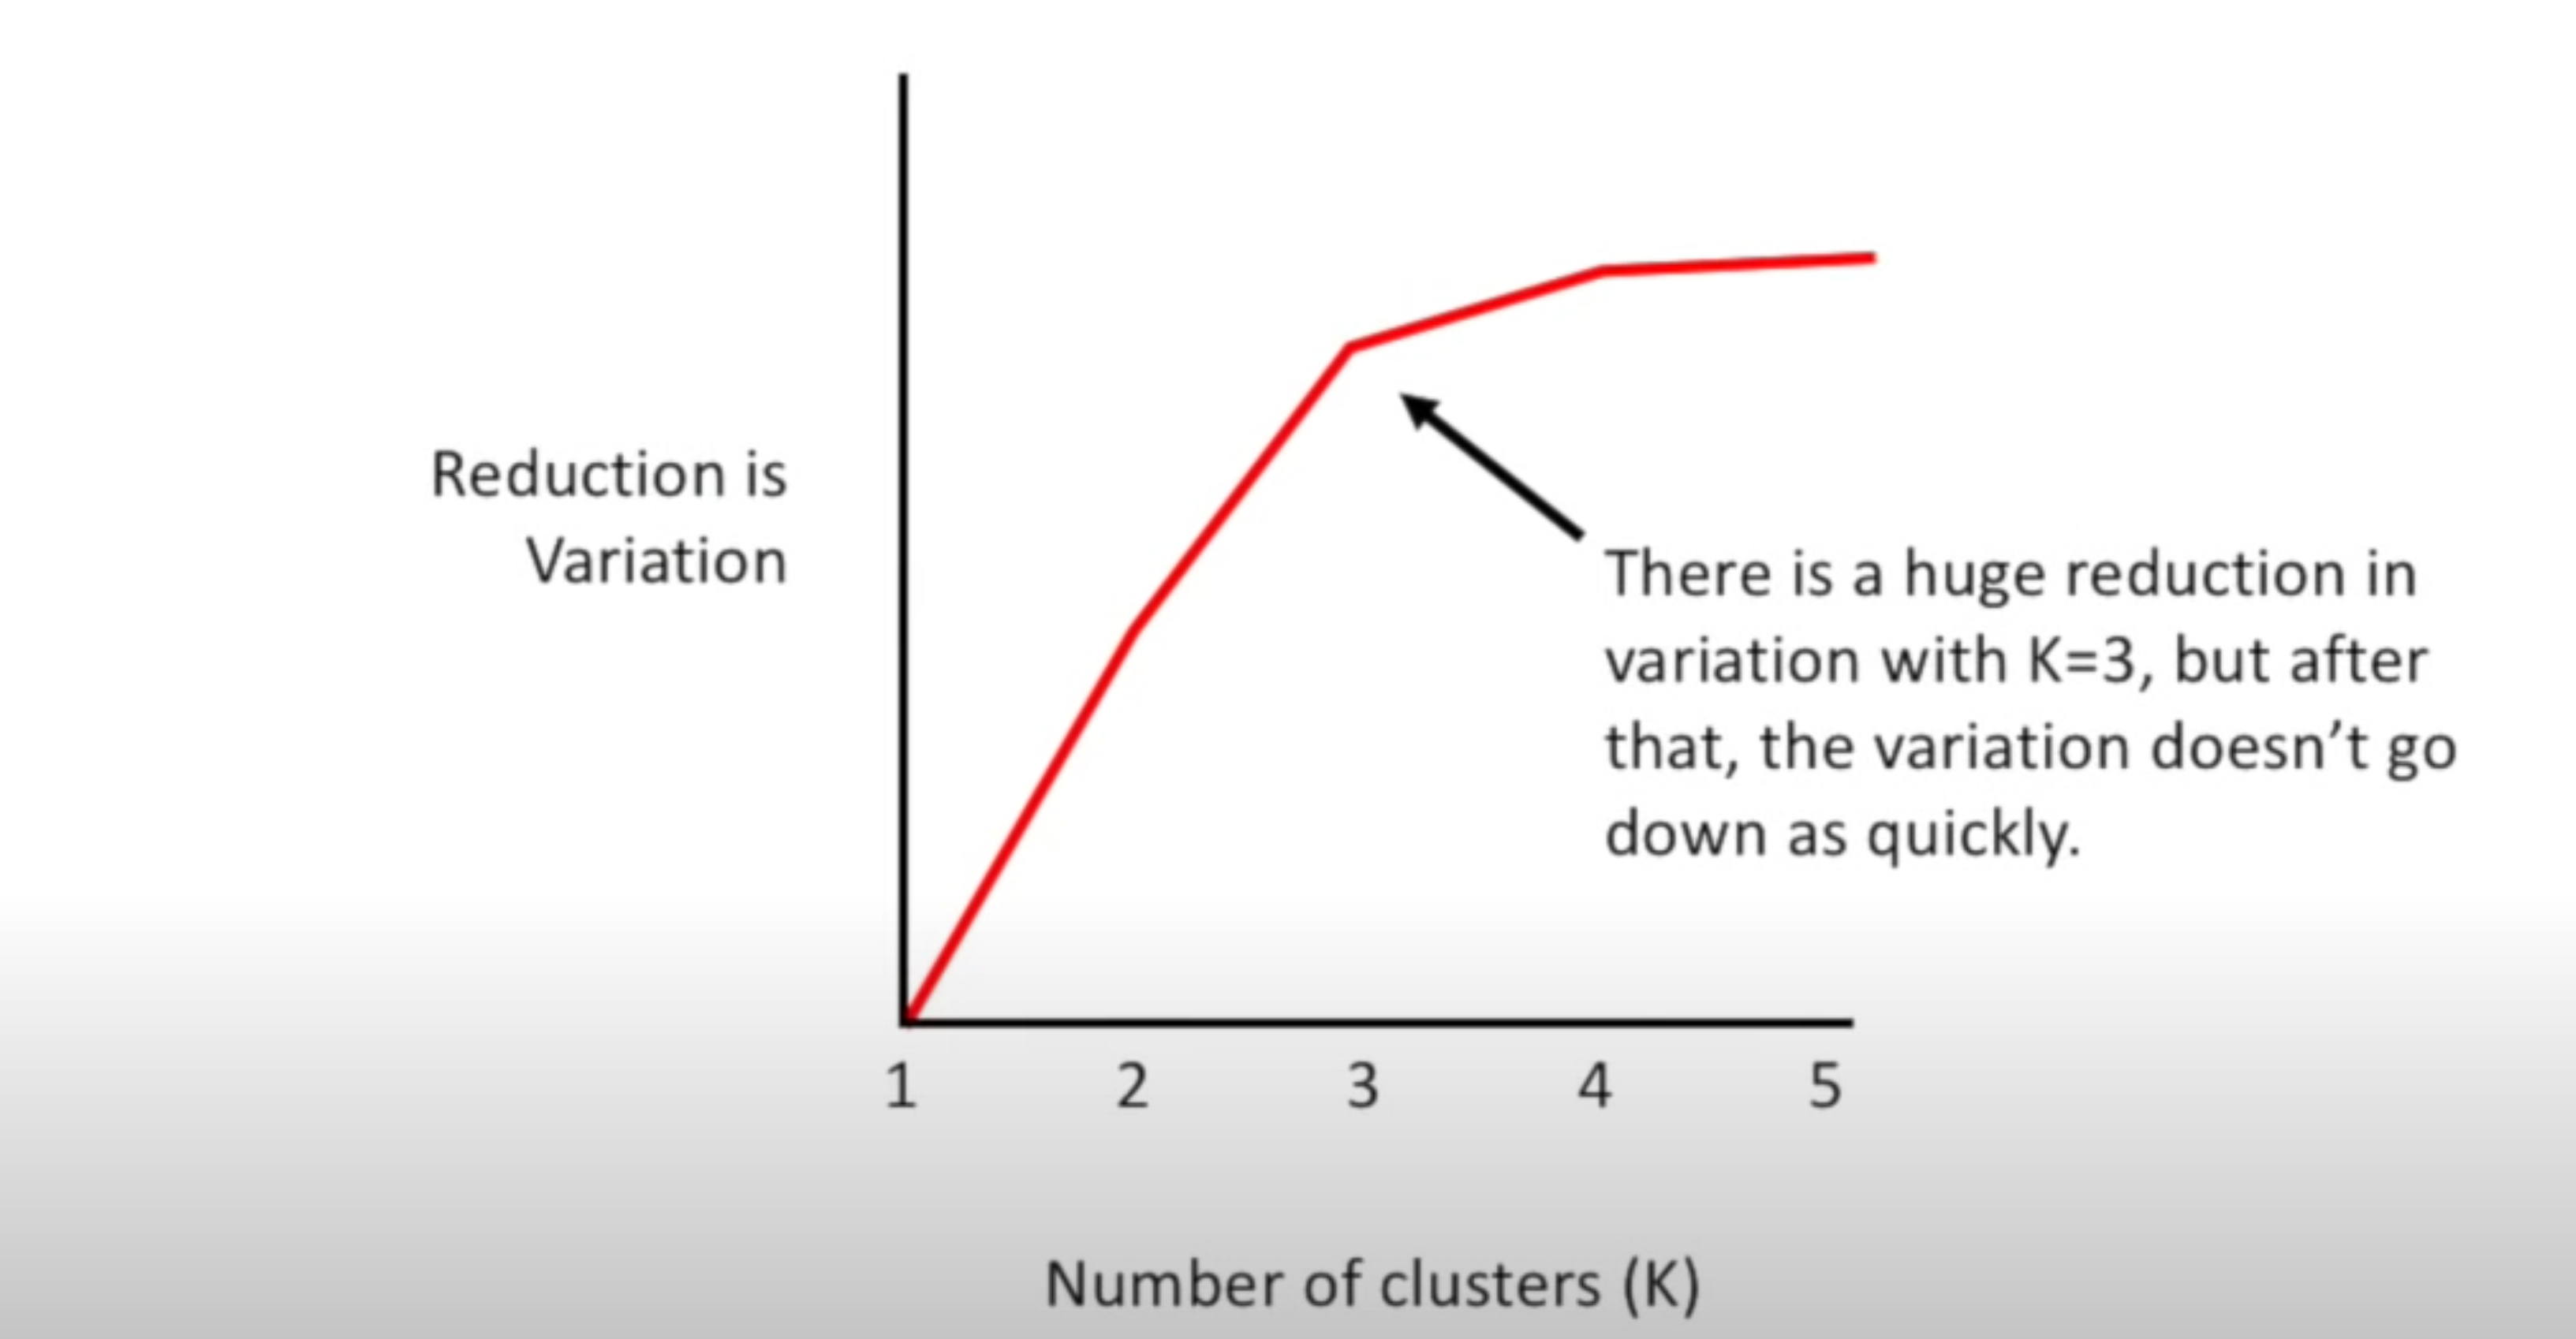 Reduction is
Variation
There is a huge reduction in
variation with K=3, but after
that, the variation doesn’t go
down as quickly.
1 2 3 4 5
Number of clusters (K)